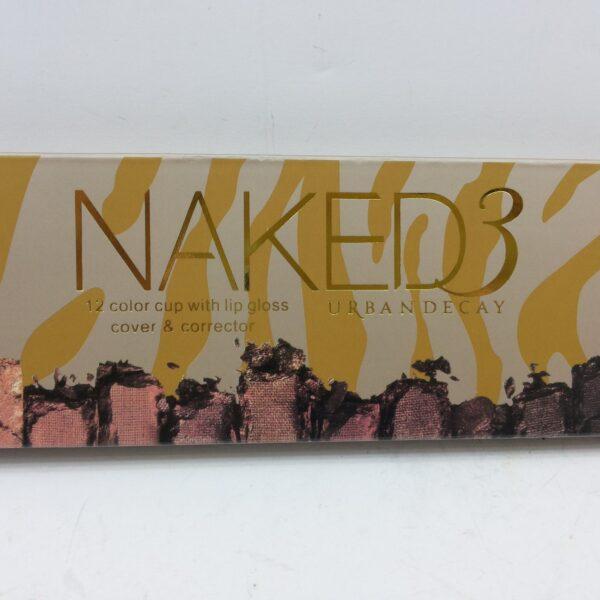 NAKED3
URBAN DECAY
12 color cup with lip gloss
cover & corrector